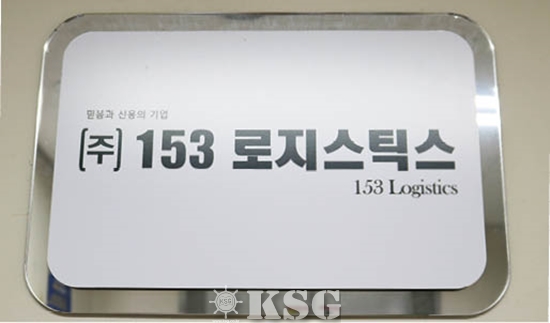 믿음과 신용의 기업
[주] 153 로지스틱스
153 Logistics
KSG